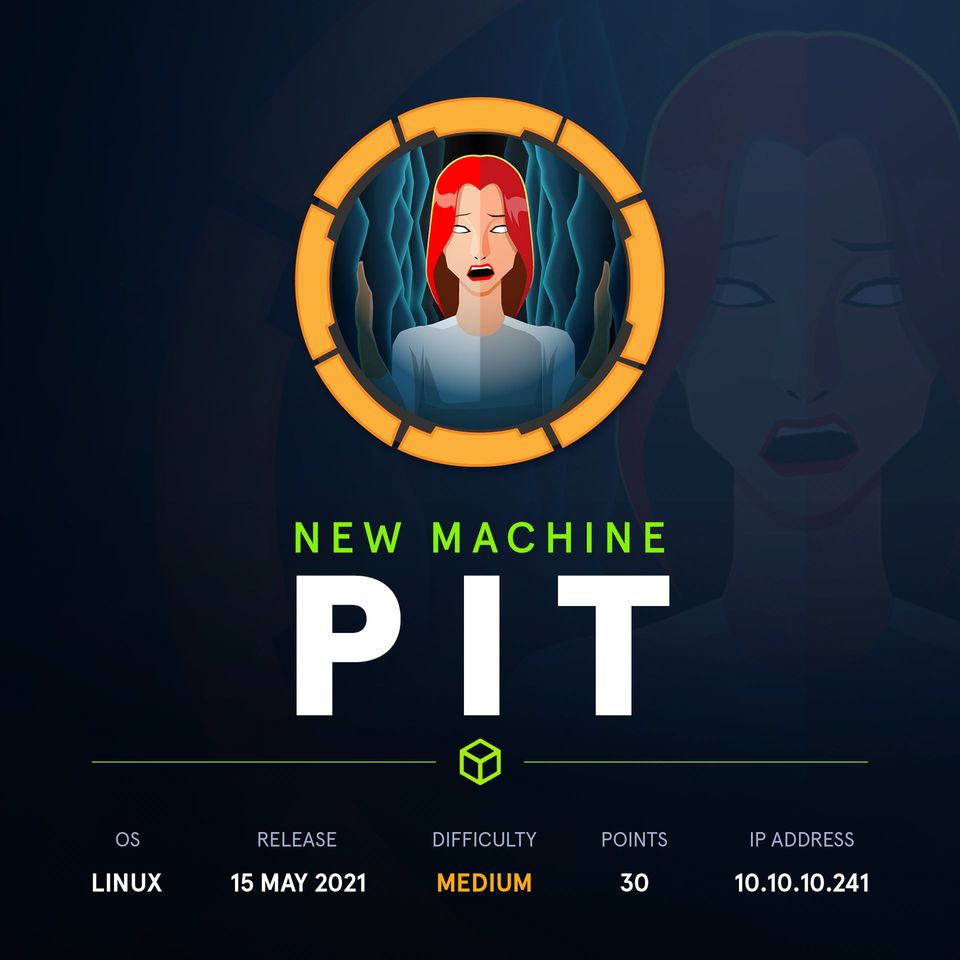 NEW MACHINE
PIT
OS RELEASE DIFFICULTY POINTS IP ADDRESS
LINUX 15 MAY 2021 MEDIUM 30 10.10.10.241